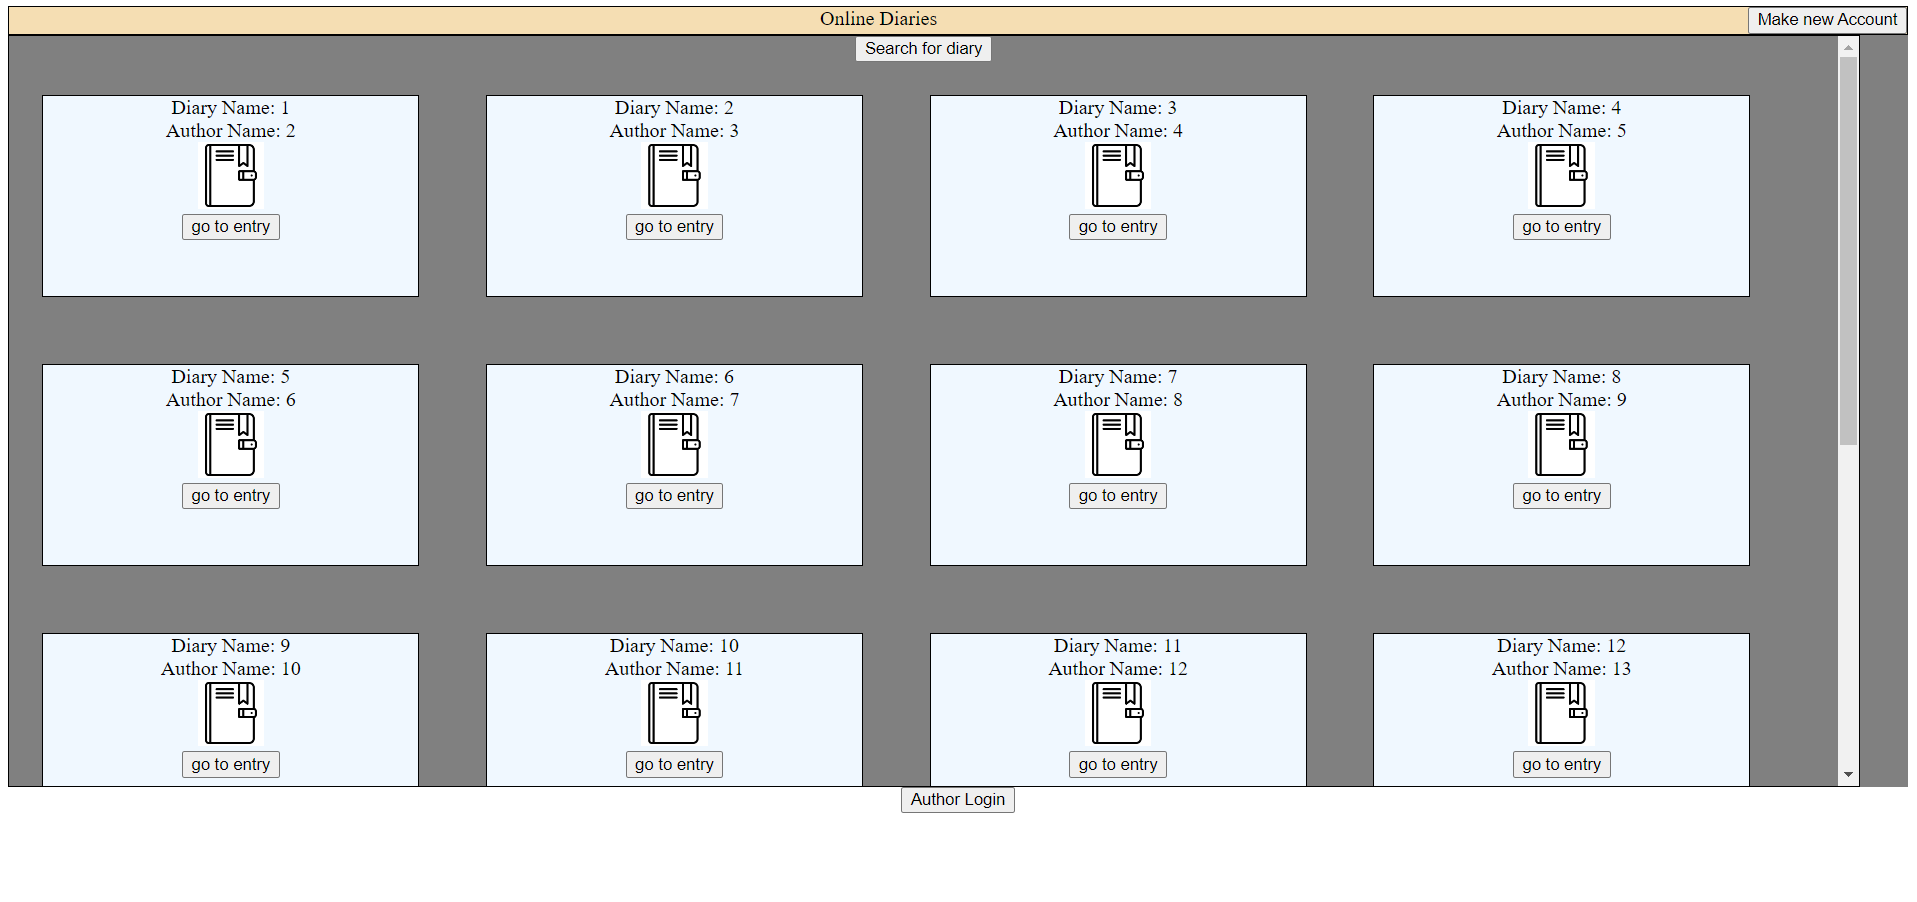 Online Diaries
Make new Account
Search for diary
Diary Name: 1
Author Name: 2
go to entry
Diary Name: 2
Author Name: 3
go to entry
Diary Name: 3
Author Name: 4
go to entry
Diary Name: 4
Author Name: 5
go to entry
Diary Name: 5
Author Name: 6
go to entry
Diary Name: 6
Author Name: 7
go to entry
Diary Name: 7
Author Name: 8
go to entry
Diary Name: 8
Author Name: 9
go to entry
Diary Name: 9
Author Name: 10
go to entry
Diary Name: 10
Author Name: 11
go to entry
Diary Name: 11
Author Name: 12
go to entry
Diary Name: 12
Author Name: 13
go to entry
Author Login